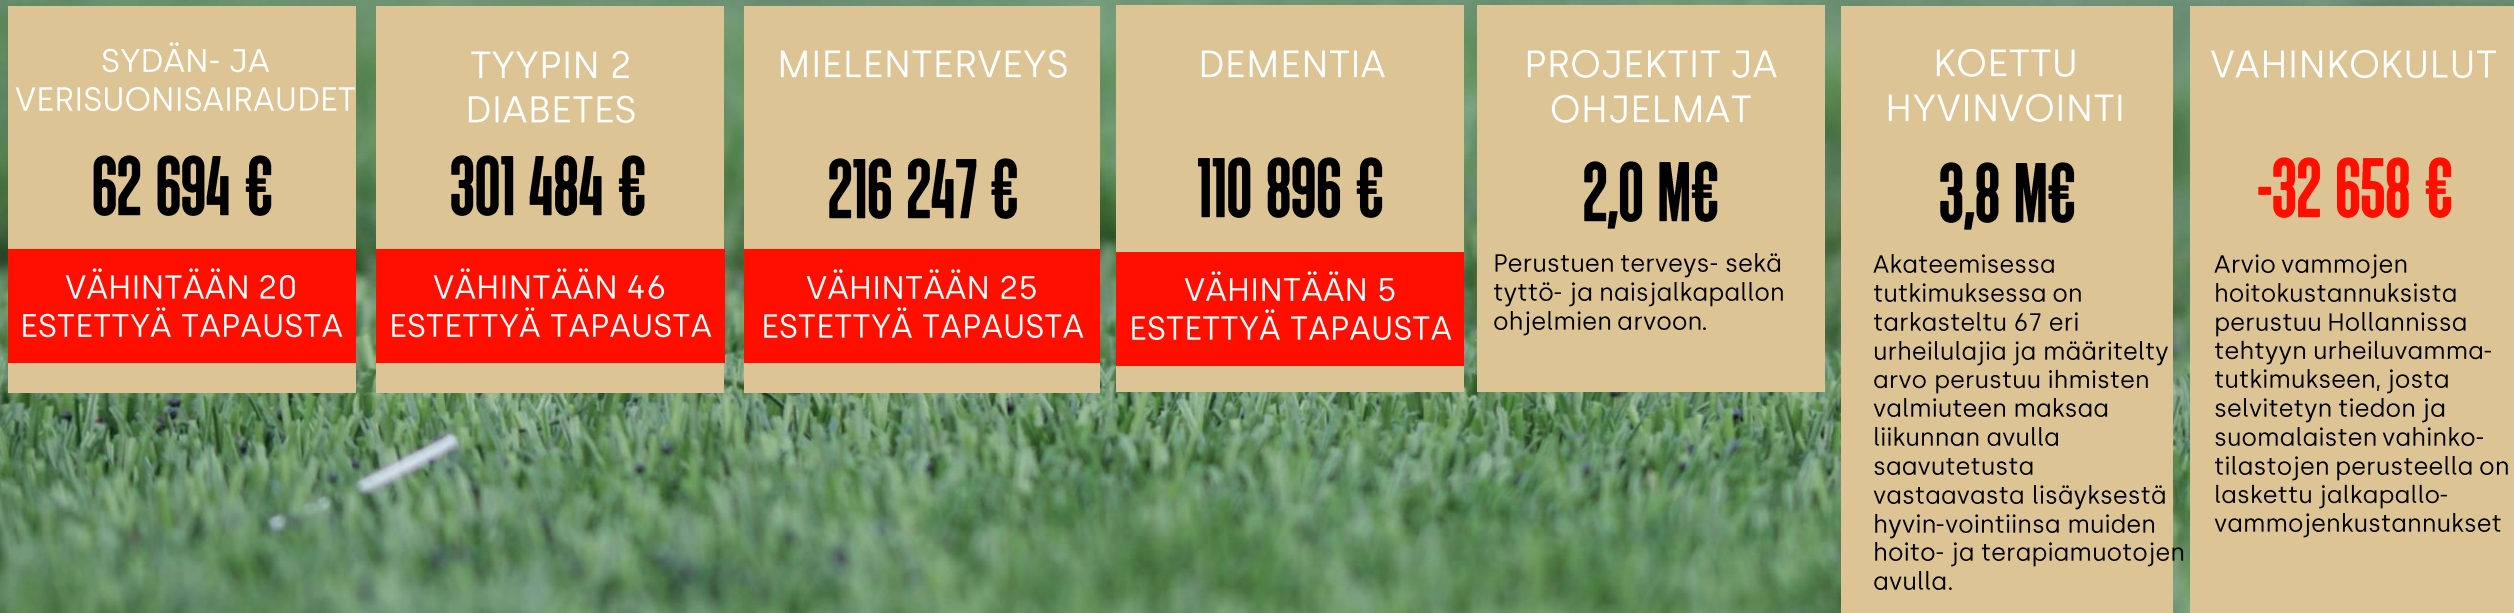 SYDÄN- JA
VERISUONISAIRAUDET
62 694 €
VÄHINTÄÄN 20
ESTETTYÄ TAPAUSTA
TYYPIN 2
DIABETES
301 484 €
VÄHINTÄÄN 46
ESTETTYÄ TAPAUSTA
MIELENTERVEYS
216 247 €
VÄHINTÄÄN 25
ESTETTYÄ TAPAUSTA
DEMENTIA
110 896 €
VÄHINTÄÄN 5
ESTETTYÄ TAPAUSTA
PROJEKTIT JA
OHJELMAT
2,0 M€
Perustuen terveys- sekä
tyttö- ja naisjalkapallon
ohjelmien arvoon.
KOETTU
HYVINVOINTI
3,8 M€
Akateemisessa
tutkimuksessa on
tarkasteltu 67 eri
urheilulajia ja määritelty
arvo perustuu ihmisten
valmiuteen maksaa
liikunnan avulla
saavutetusta
vastaavasta lisäyksestä
hyvin-vointiinsa muiden
hoito- ja terapiamuotojen
avulla.
VAHINKOKULUT
-32 658 €
Arvio vammojen
hoitokustannuksista
perustuu Hollannissa
tehtyyn urheiluvamma-
tutkimukseen, josta
selvitetyn tiedon ja
suomalaisten vahinko-
tilastojen perusteella on
laskettu jalkapallo-
vammojenkustannukset